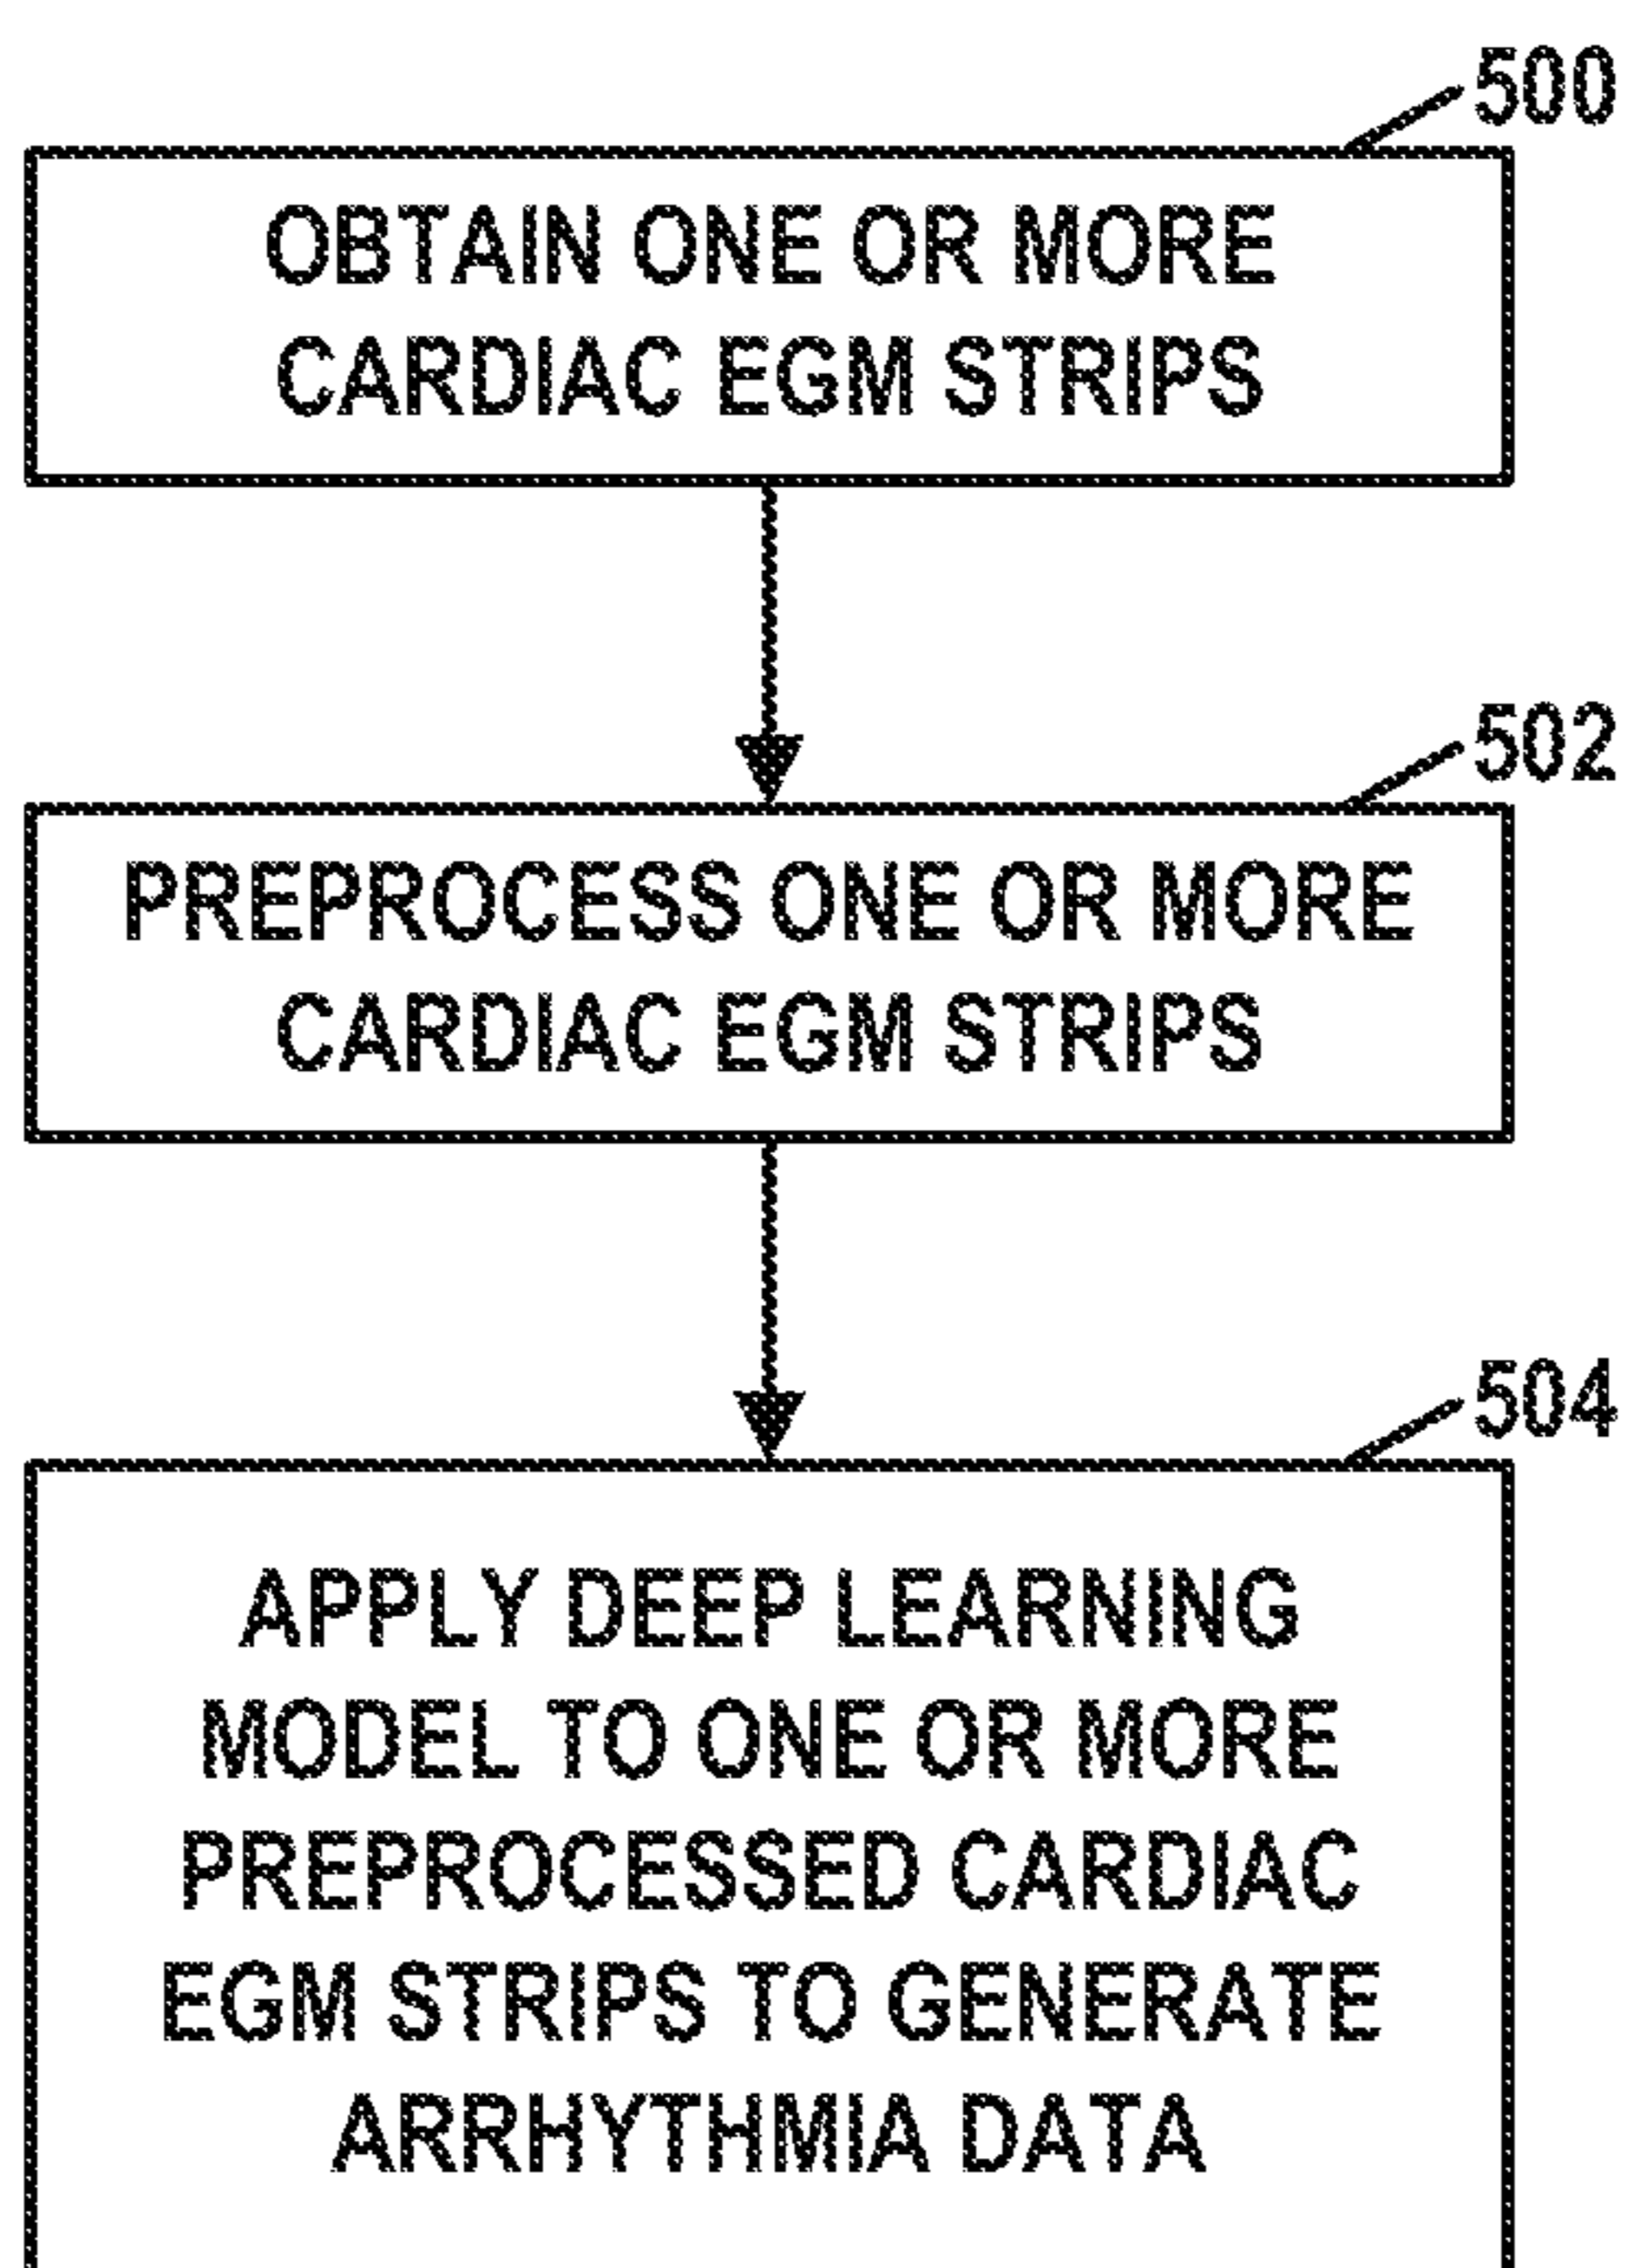 500
OBTAIN ONE OR MORE
CARDIAC EGM STRIPS
502
PREPROCESS ONE OR MORE
CARDIAC EGM STRIPS
504
APPLY DEEP LEARNING
MODEL TO ONE OR MORE
PREPROCESSED CARDIAC
EGM STRIPS TO GENERATE
ARRHYTHMIA DATA